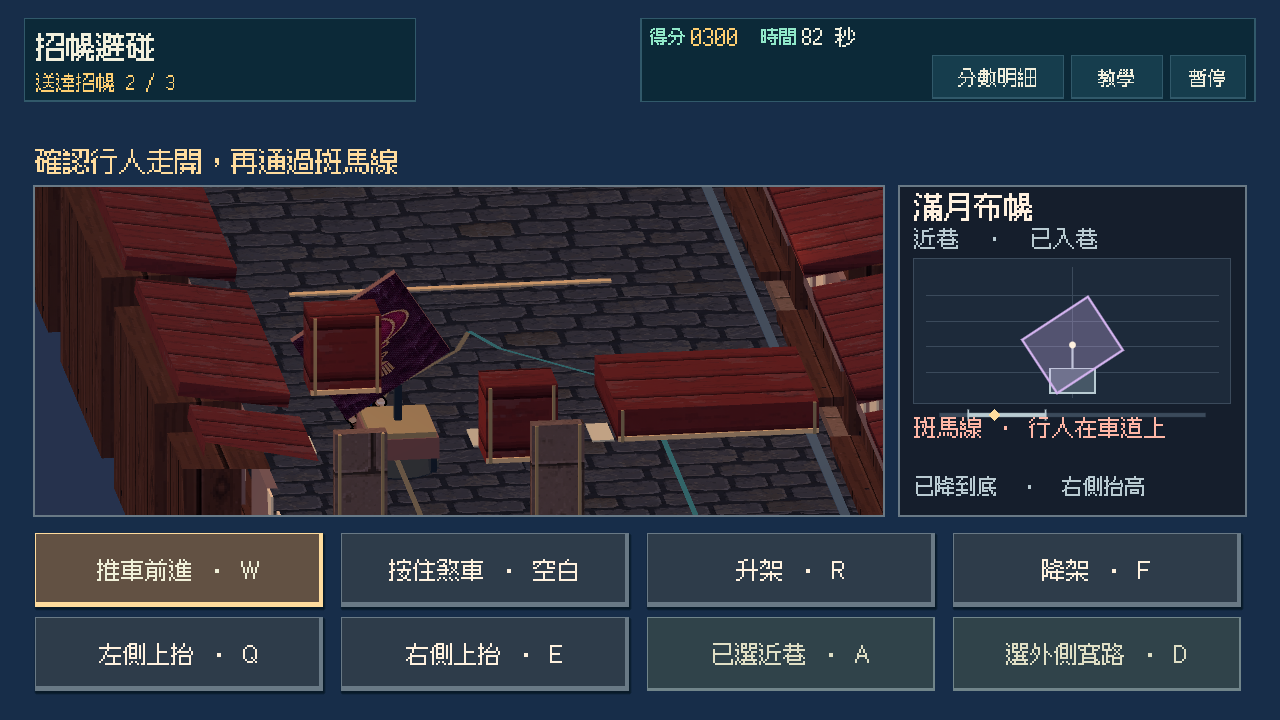 招幌避碰
送達招幌 2 / 3
得分 0300 時間 82 秒
分數明細 教學 暫停
確認行人走開，再通過斑馬線
滿月布幌
近巷 · 已入巷
斑馬線 · 行人在車道上
已降到底 · 右側抬高
推車前進 · W
按住煞車 · 空白
升架 · R
降架 · F
左側上抬 · Q
右側上抬 · E
已選近巷 · A
選外側寬路 · D